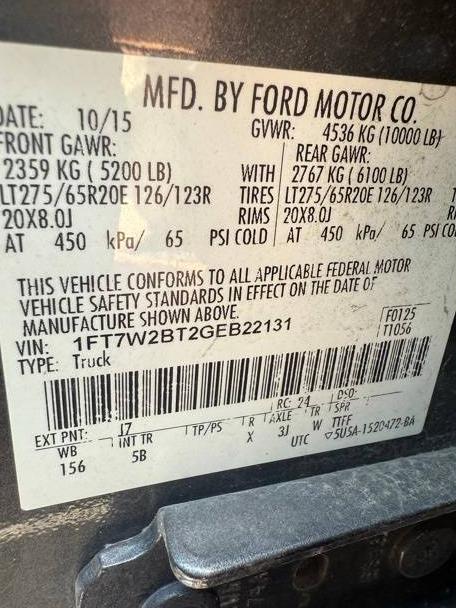 MFD. BY FORD MOTOR CO.
DATE: 10/15 GVWR: 4536 KG (10000 LB)
FRONT GAWR: REAR GAWR:
2359 KG ( 5200 LB) WITH 2767 KG ( 6100 LB)
LT275/65R20E 126/123R TIRES LT275/65R20E 126/123R
20X8.0J RIMS 20X8.0J
AT 450 kPa/ 65 PSI COLD AT 450 kPa/ 65 PSI COLD
THIS VEHICLE CONFORMS TO ALL APPLICABLE FEDERAL MOTOR
VEHICLE SAFETY STANDARDS IN EFFECT ON THE DATE OF
MANUFACTURE SHOWN ABOVE.
VIN: 1FT7W2BT2GEB22131 F0125
TYPE: Truck T1056
RC: 24 DSO:
EXT PNT: J7 TP/PS R AXLE TR SPR
WB INT TR X 3J W TTFF
156 5B UTC ▽5U5A-1520472-BA